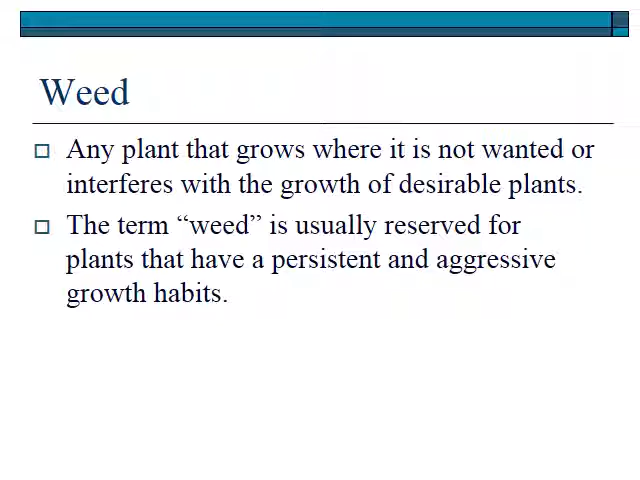 Weed
Any plant that grows where it is not wanted or
interferes with the growth of desirable plants.
The term “weed” is usually reserved for
plants that have a persistent and aggressive
growth habits.